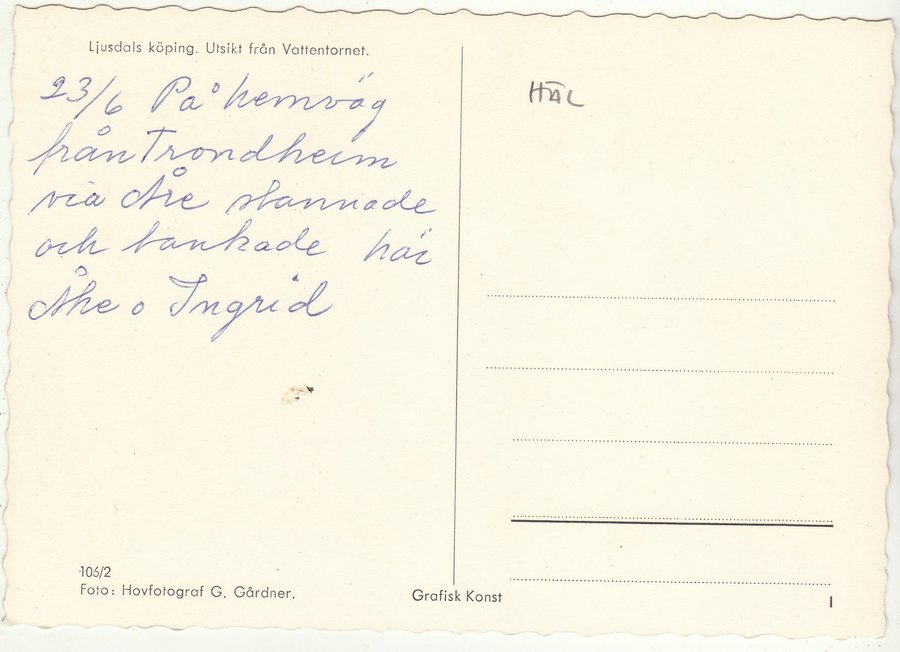 Ljusdals köping. Utsikt från Vattentornet.
23/6 På hemväg
från Trondheim
via Åre stannade
och tankade här
Åke o Ingrid
HÄL
106/2
Foto: Hovfotograf G. Gårdner.
Grafisk Konst
I